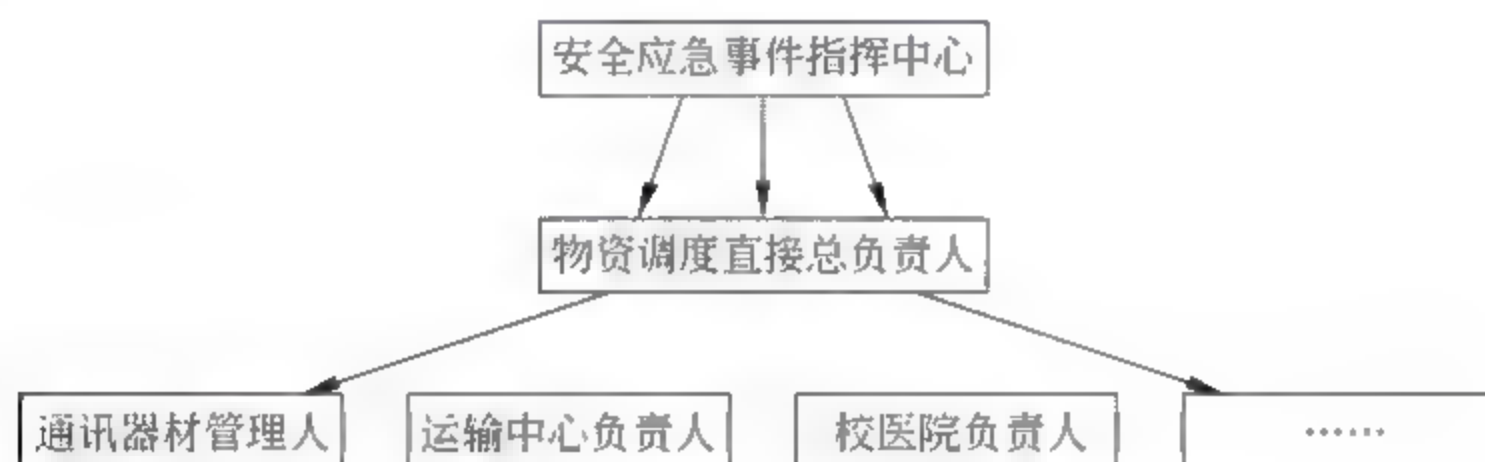 安全应急事件指挥中心
物资调度直接总负责人
通讯器材管理人
运输中心负责人
校医院负责人
……